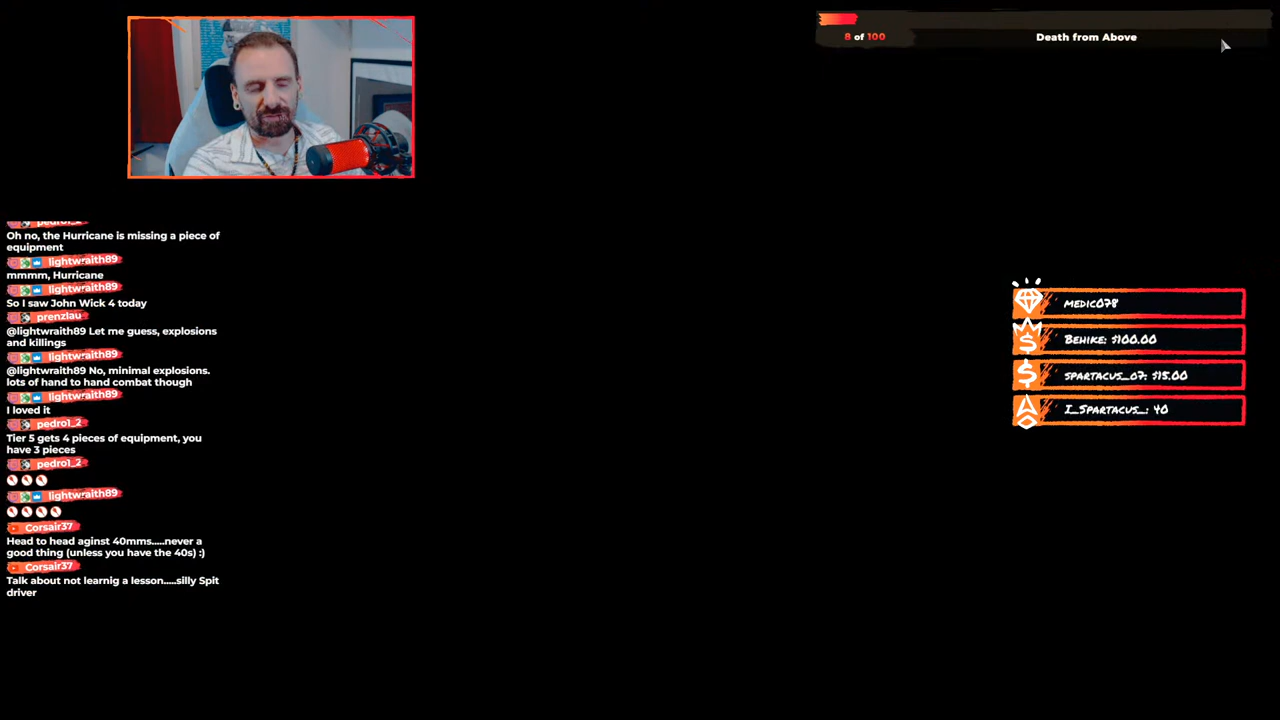 8 of 100
Death from Above
Oh no, the Hurricane is missing a piece of
equipment
lightwraith89
mmmm, Hurricane
lightwraith89
So I saw John Wick 4 today
prenzlau
@lightwraith89 Let me guess, explosions
and killings
lightwraith89
@lightwraith89 No, minimal explosions.
lots of hand to hand combat though
lightwraith89
I loved it
pedro1_2
Tier 5 gets 4 pieces of equipment, you
have 3 pieces
pedro1_2
lightwraith89
Corsair37
Head to head aginst 40mms.....never a
good thing (unless you have the 40s) :)
Corsair37
Talk about not learnig a lesson.....silly Spit
driver
medic078
Behike: $100.00
spartacus_07: $15.00
I_Spartacus_: 40